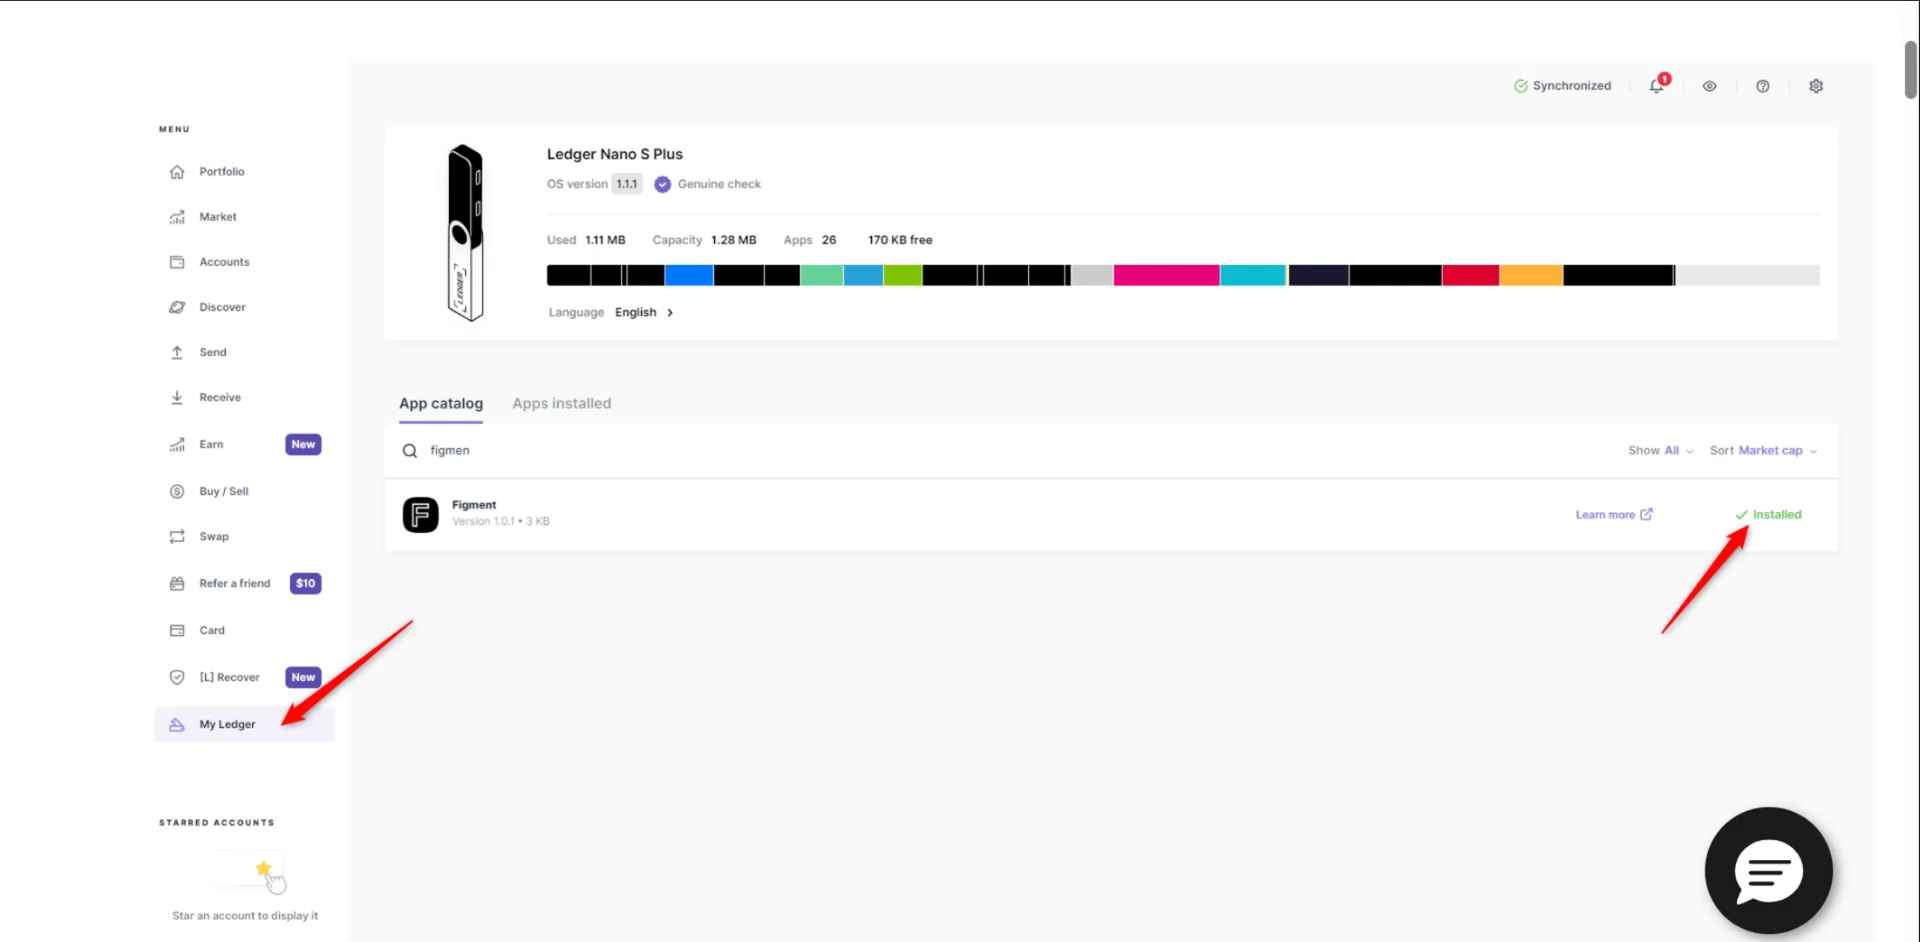 Synchronized
1
MENU
Portfolio
Market
Accounts
Discover
Send
Receive
Earn New
Buy / Sell
Swap
Refer a friend $10
Card
[L] Recover New
My Ledger
STARRED ACCOUNTS
Star an account to display it
LEDGER
Ledger Nano S Plus
OS version 1.1.1 Genuine check
Used 1.11 MB Capacity 1.28 MB Apps 26 170 KB free
Language English
App catalog Apps installed
figmen Show All Sort Market cap
F
Figment
Version 1.0.1 • 3 KB
Learn more Installed